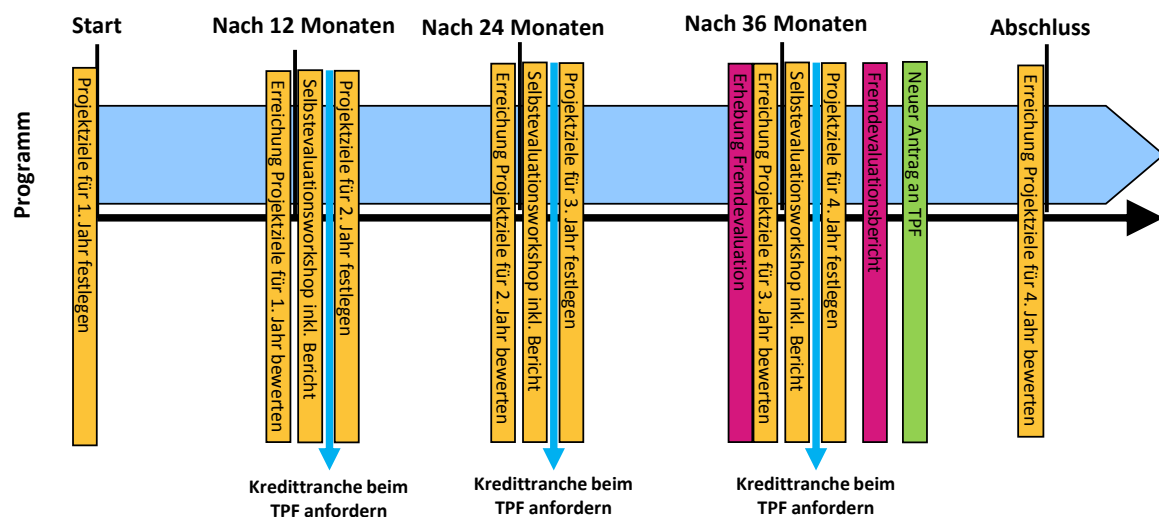 Start
Nach 12 Monaten
Nach 24 Monaten
Nach 36 Monaten
Abschluss
Programm
Projektziele für 1. Jahr festlegen
Erreichung Projektziele für 1. Jahr bewerten
Selbstevaluationsworkshop inkl. Bericht
Projektziele für 2. Jahr festlegen
Erreichung Projektziele für 2. Jahr bewerten
Selbstevaluationsworkshop inkl. Bericht
Projektziele für 3. Jahr festlegen
Erhebung Fremdevaluation
Erreichung Projektziele für 3. Jahr bewerten
Selbstevaluationsworkshop inkl. Bericht
Projektziele für 4. Jahr festlegen
Fremdevaluationsbericht
Neuer Antrag an TPF
Erreichung Projektziele für 4. Jahr bewerten
Kredittranche beim
TPF anfordern
Kredittranche beim
TPF anfordern
Kredittranche beim
TPF anfordern